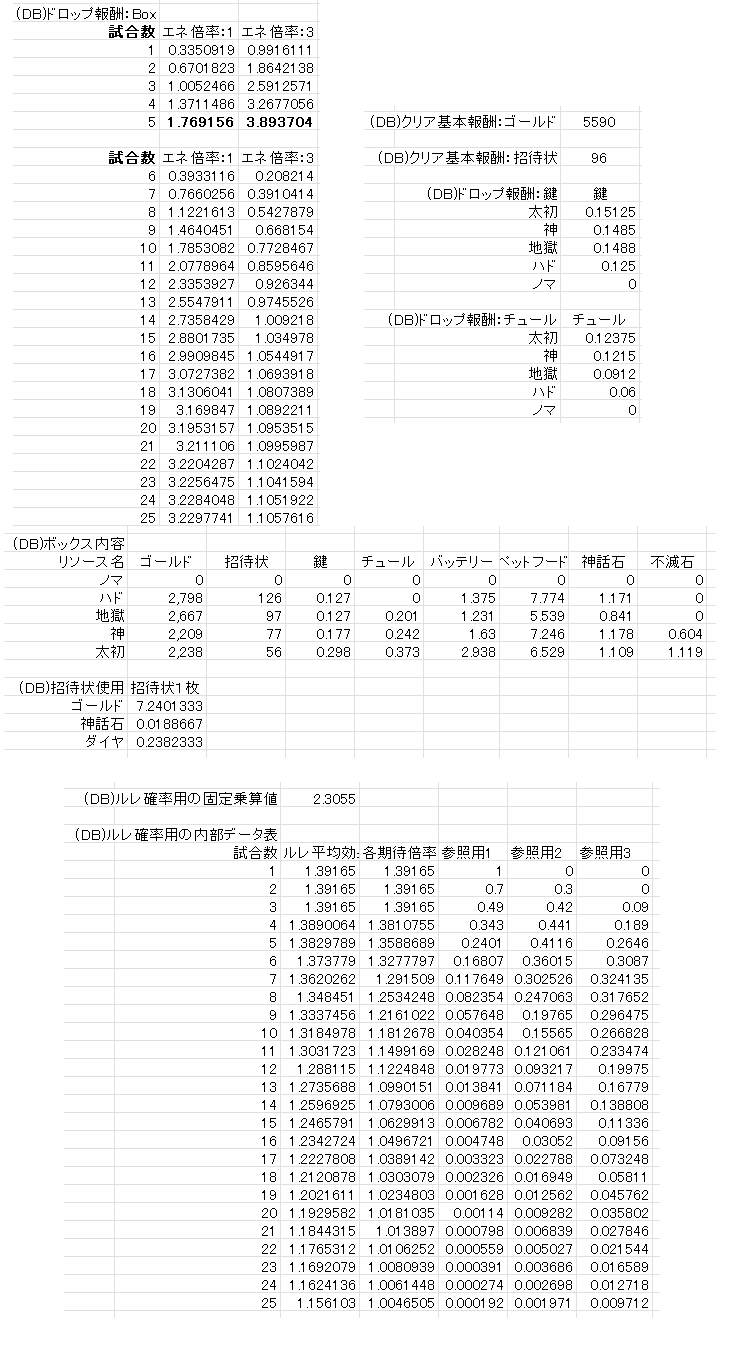 (DB)ドロップ報酬:Box
試合数 エネ倍率:1 エネ倍率:3
1 0.3350919 0.9916111
2 0.6701823 1.8642138
3 1.0052466 2.5912571
4 1.3711486 3.2677056
5 1.769156 3.893704
試合数 エネ倍率:1 エネ倍率:3
6 0.3933116 0.208214
7 0.7660256 0.3910414
8 1.1221613 0.5427879
9 1.4640451 0.668154
10 1.7853082 0.7728467
11 2.0778964 0.8595646
12 2.3353927 0.926344
13 2.5547911 0.9745526
14 2.7358429 1.009218
15 2.8801735 1.034978
16 2.9909845 1.0544917
17 3.0727382 1.0693918
18 3.1306041 1.0807389
19 3.169847 1.0892211
20 3.1953157 1.0953515
21 3.211106 1.0995987
22 3.2204287 1.1024042
23 3.2256475 1.1041594
24 3.2284048 1.1051922
25 3.2297741 1.1057616
(DB)クリア基本報酬:ゴールド 5590
(DB)クリア基本報酬:招待状 96
(DB)ドロップ報酬:鍵 鍵
太初 0.15125
神 0.1485
地獄 0.1488
ハド 0.125
ノマ 0
(DB)ドロップ報酬:チュール チュール
太初 0.12375
神 0.1215
地獄 0.0912
ハド 0.06
ノマ 0
(DB)ボックス内容
リソース名 ゴールド 招待状 鍵 チュール バッテリー ペットフード 神話石 不滅石
ノマ 0 0 0 0 0 0 0 0
ハド 2,798 126 0.127 0 1.375 7.774 1.171 0
地獄 2,667 97 0.127 0.201 1.231 5.539 0.841 0
神 2,209 77 0.177 0.242 1.63 7.246 1.178 0.604
太初 2,238 56 0.298 0.373 2.938 6.529 1.109 1.119
(DB)招待状使用 招待状1枚
ゴールド 7.2401333
神話石 0.0188667
ダイヤ 0.2382333
(DB)ルレ確率用の固定乗算値 2.3055
(DB)ルレ確率用の内部データ表
試合数 ルレ平均効: 各期待倍率 参照用1 参照用2 参照用3
1 1.39165 1.39165 1 0 0
2 1.39165 1.39165 0.7 0.3 0
3 1.39165 1.39165 0.49 0.42 0.09
4 1.3890064 1.3810755 0.343 0.441 0.189
5 1.3829789 1.3588689 0.2401 0.4116 0.2646
6 1.373779 1.3277797 0.16807 0.36015 0.3087
7 1.3620262 1.291509 0.117649 0.302526 0.324135
8 1.348451 1.2534248 0.082354 0.247063 0.317652
9 1.3337456 1.2161022 0.057648 0.19765 0.296475
10 1.3184978 1.1812678 0.040354 0.15565 0.266828
11 1.3031723 1.1499169 0.028248 0.121061 0.233474
12 1.288115 1.1224848 0.019773 0.093217 0.19975
13 1.2735688 1.0990151 0.013841 0.071184 0.16779
14 1.2596925 1.0793006 0.009689 0.053981 0.138808
15 1.2465791 1.0629913 0.006782 0.040693 0.11336
16 1.2342724 1.0496721 0.004748 0.03052 0.09156
17 1.2227808 1.0389142 0.003323 0.022788 0.073248
18 1.2120878 1.0303079 0.002326 0.016949 0.05811
19 1.2021611 1.0234803 0.001628 0.012562 0.045762
20 1.1929582 1.0181035 0.00114 0.009282 0.035802
21 1.1844315 1.013897 0.000798 0.006839 0.027846
22 1.1765312 1.0106252 0.000559 0.005027 0.021544
23 1.1692079 1.0080939 0.000391 0.003686 0.016589
24 1.1624136 1.0061448 0.000274 0.002698 0.012718
25 1.156103 1.0046505 0.000192 0.001971 0.009712